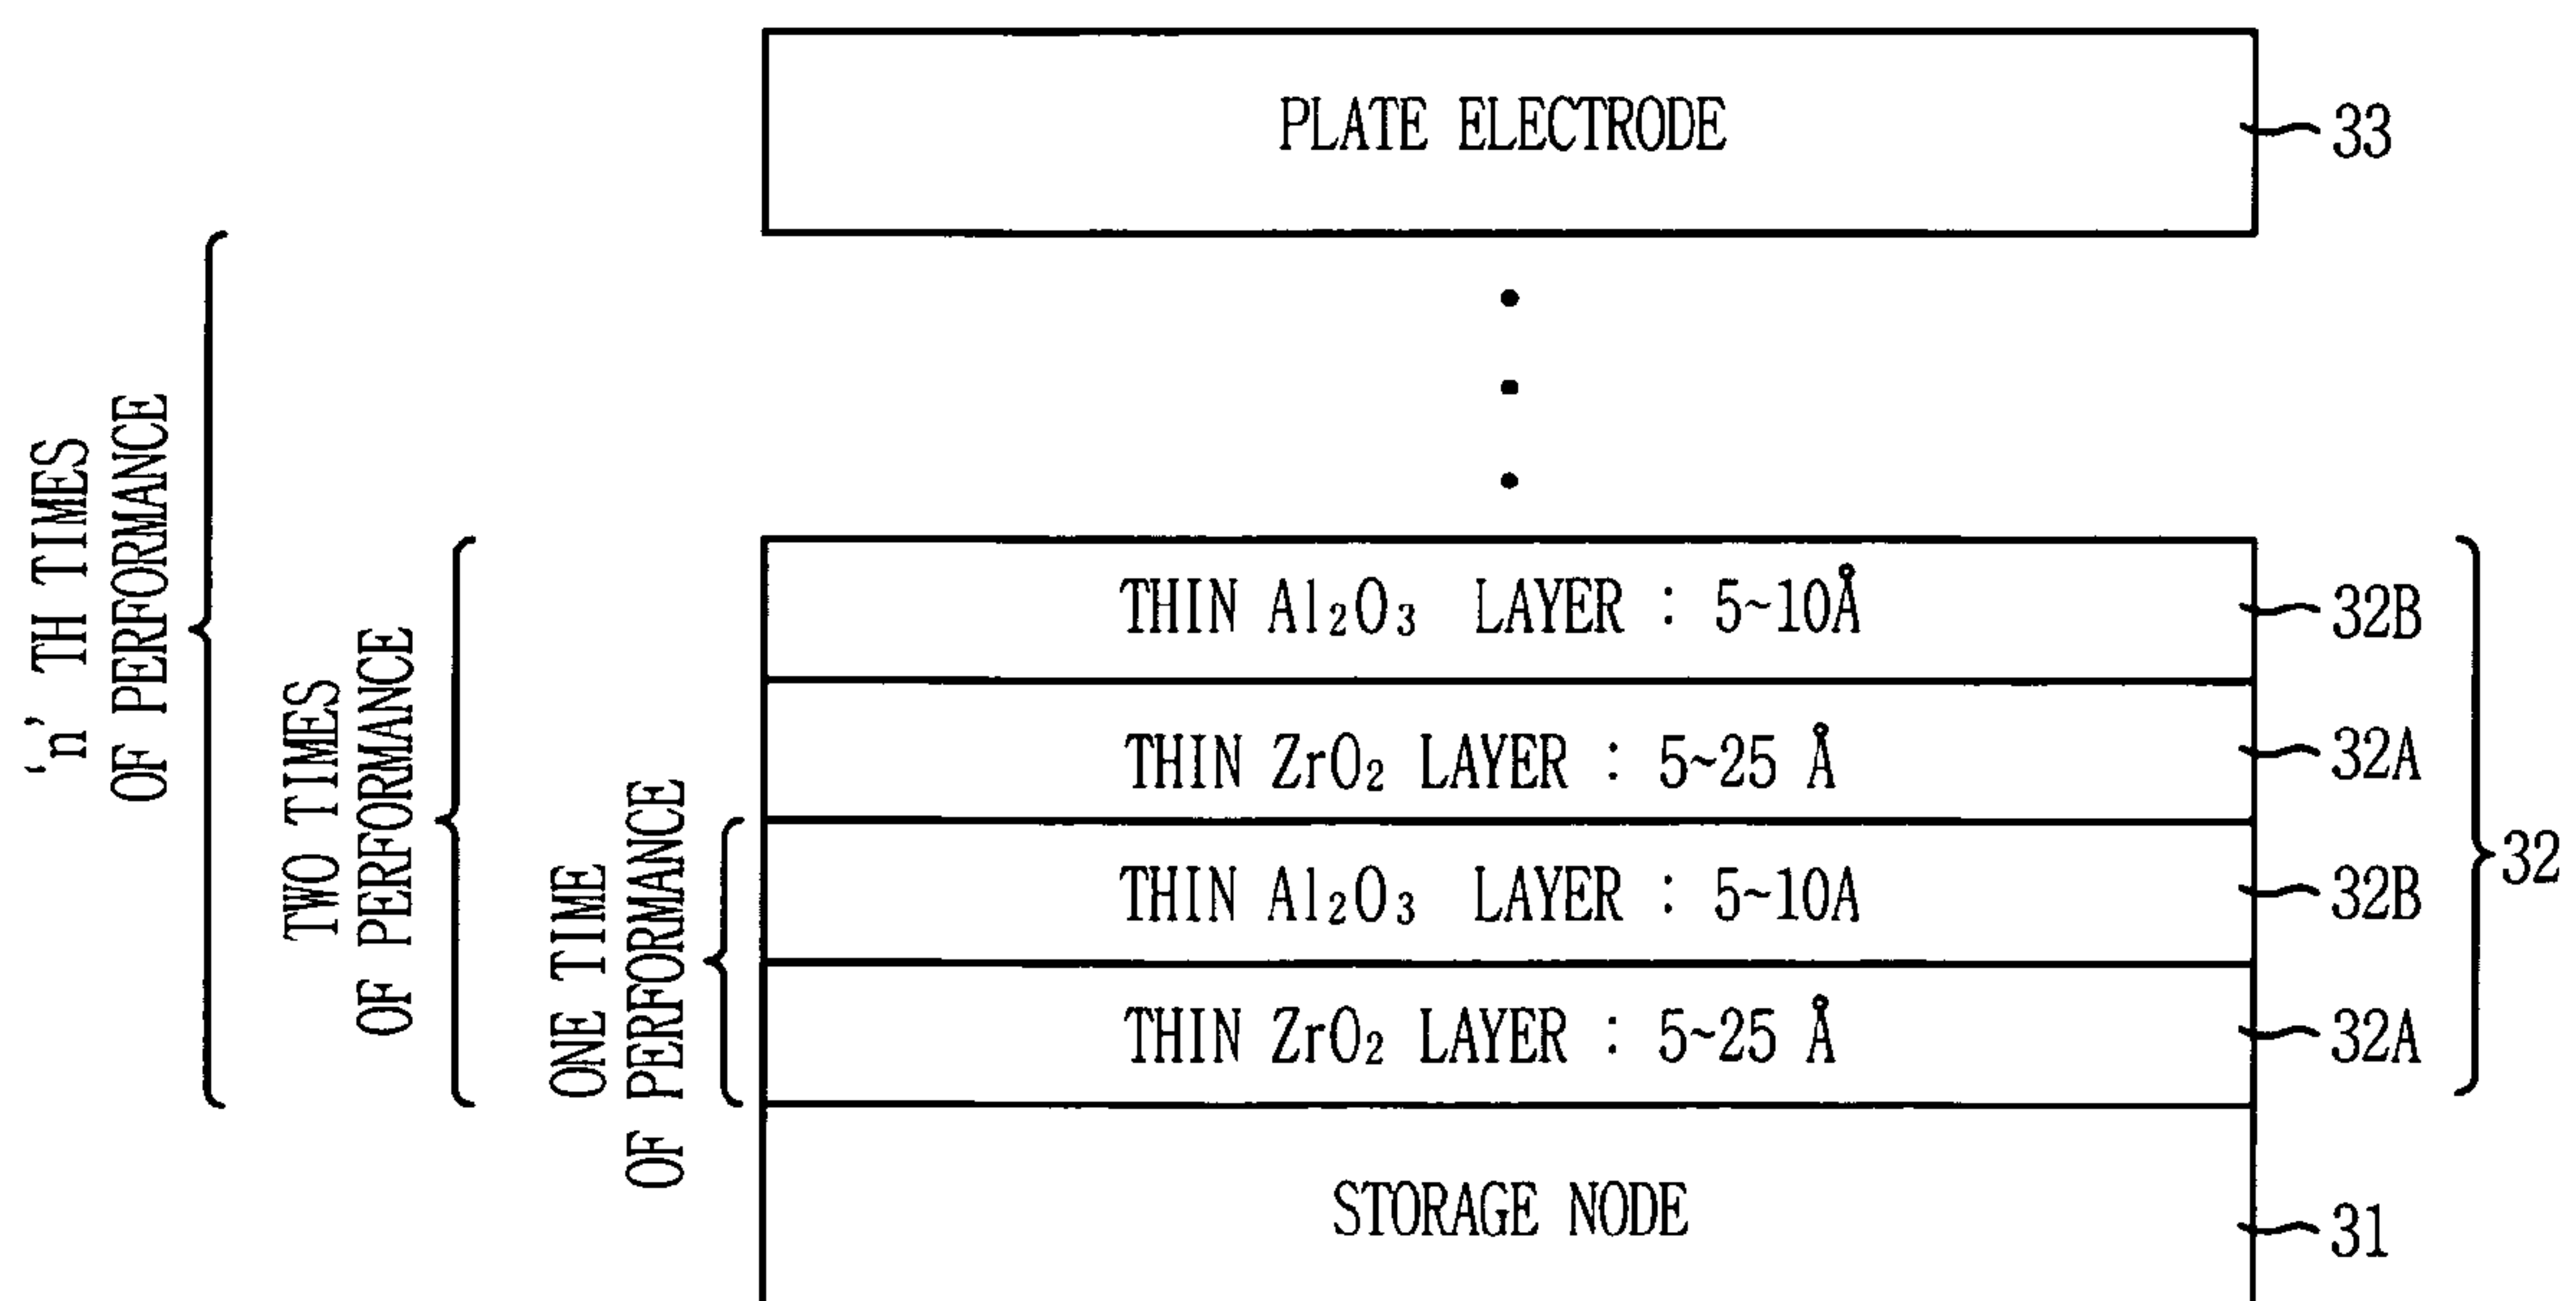 PLATE ELECTRODE
33
'n' TH TIMES
OF PERFORMANCE
TWO TIMES
OF PERFORMANCE
ONE TIME
OF PERFORMANCE
THIN Al₂O₃ LAYER : 5~10Å
32B
THIN ZrO₂ LAYER : 5~25 Å
32A
THIN Al₂O₃ LAYER : 5~10A
32B
32
THIN ZrO₂ LAYER : 5~25 Å
32A
STORAGE NODE
31